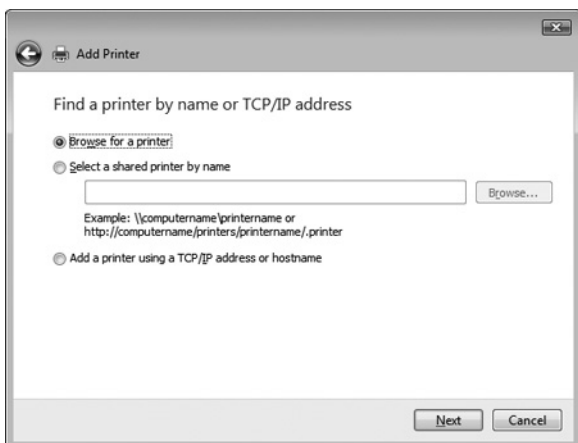 Add Printer
Find a printer by name or TCP/IP address
Browse for a printer
Select a shared printer by name
Browse...
Example: \\computername\printername or
http://computername/printers/printername/.printer
Add a printer using a TCP/IP address or hostname
Next
Cancel